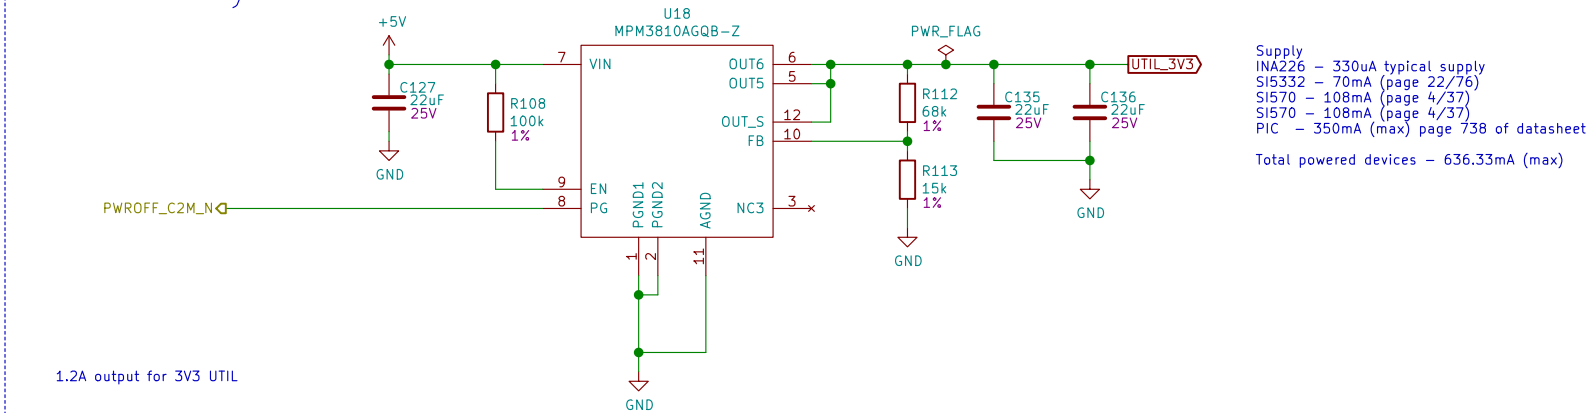 U18
MPM3810AGQB-Z
+5V
PWR_FLAG
7 VIN
OUT6 6
UTIL_3V3
OUT5 5
C127
22uF
25V
R108
100k
1%
R112
68k
1%
C135
22uF
25V
C136
22uF
25V
OUT_S 12
FB 10
GND
R113
15k
1%
9 EN
PWROFF_C2M_N
8 PG
PGND1
PGND2
AGND
NC3 3
GND
1
2
11
GND
GND
Supply
INA226 – 330uA typical supply
SI5332 – 70mA (page 22/76)
SI570 – 108mA (page 4/37)
SI570 – 108mA (page 4/37)
PIC – 350mA (max) page 738 of datasheet
Total powered devices – 636.33mA (max)
1.2A output for 3V3 UTIL